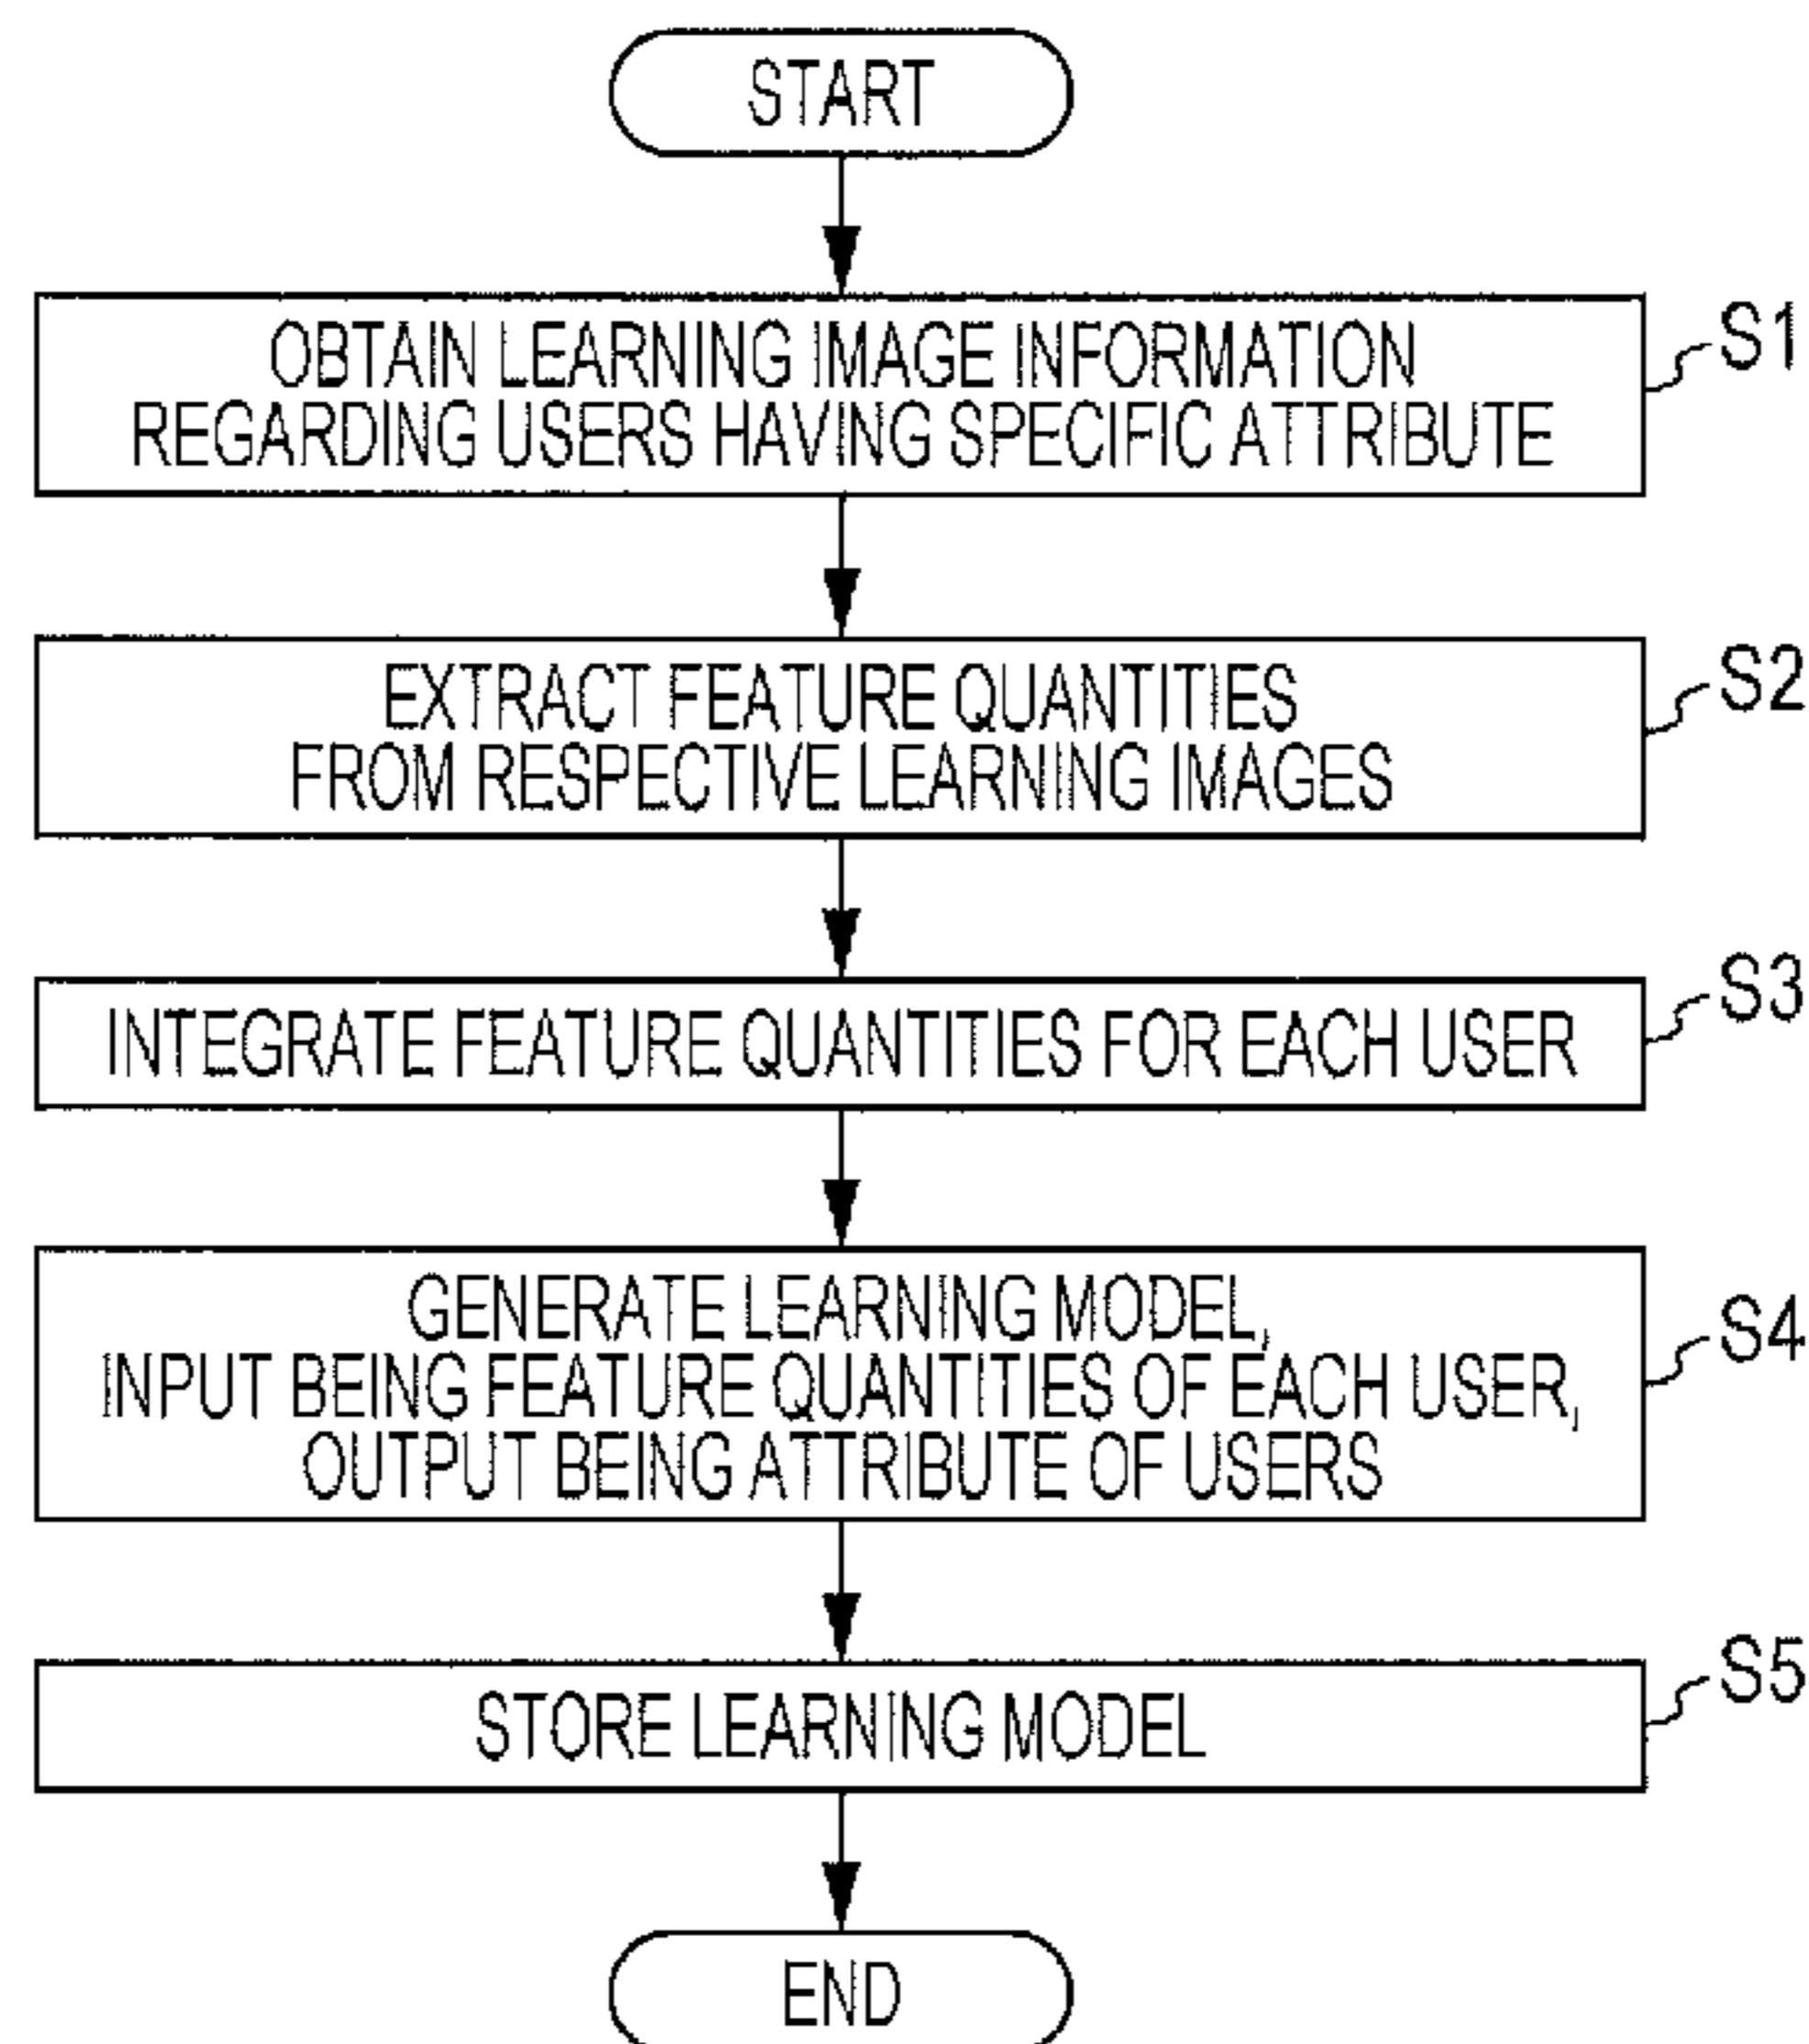 START
OBTAIN LEARNING IMAGE INFORMATION
REGARDING USERS HAVING SPECIFIC ATTRIBUTE
S1
EXTRACT FEATURE QUANTITIES
FROM RESPECTIVE LEARNING IMAGES
S2
INTEGRATE FEATURE QUANTITIES FOR EACH USER
S3
GENERATE LEARNING MODEL,
INPUT BEING FEATURE QUANTITIES OF EACH USER,
OUTPUT BEING ATTRIBUTE OF USERS
S4
STORE LEARNING MODEL
S5
END